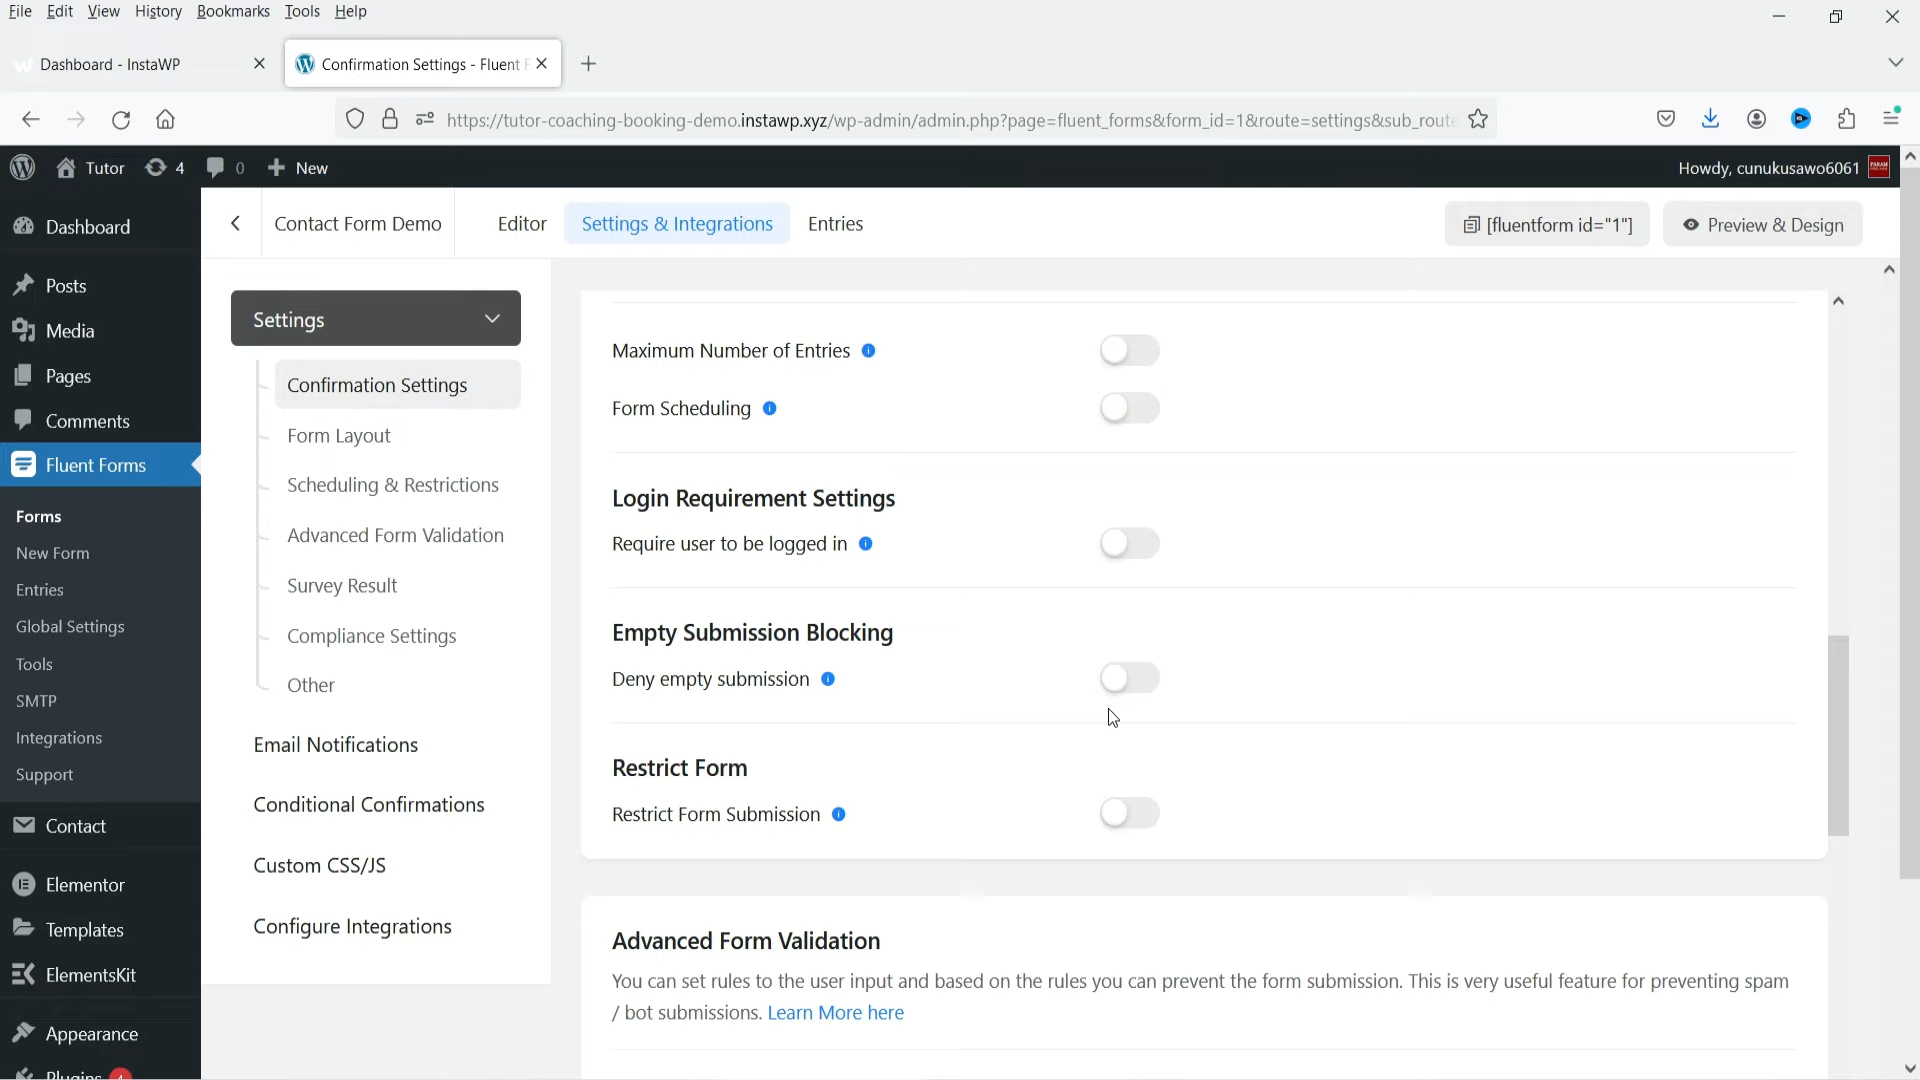 File Edit View History Bookmarks Tools Help
Dashboard - InstaWP
Confirmation Settings - Fluent F
https://tutor-coaching-booking-demo.instawp.xyz/wp-admin/admin.php?page=fluent_forms&form_id=1&route=settings&sub_route
Tutor 4 0 New
Howdy, cunukusawo6061
Dashboard
Posts
Media
Pages
Comments
Fluent Forms
Forms
New Form
Entries
Global Settings
Tools
SMTP
Integrations
Support
Contact
Elementor
Templates
ElementsKit
Appearance
Plugins 4
Contact Form Demo Editor Settings & Integrations Entries
[fluentform id="1"] Preview & Design
Settings
Confirmation Settings
Form Layout
Scheduling & Restrictions
Advanced Form Validation
Survey Result
Compliance Settings
Other
Email Notifications
Conditional Confirmations
Custom CSS/JS
Configure Integrations
Maximum Number of Entries
Form Scheduling
Login Requirement Settings
Require user to be logged in
Empty Submission Blocking
Deny empty submission
Restrict Form
Restrict Form Submission
Advanced Form Validation
You can set rules to the user input and based on the rules you can prevent the form submission. This is very useful feature for preventing spam
/ bot submissions. Learn More here